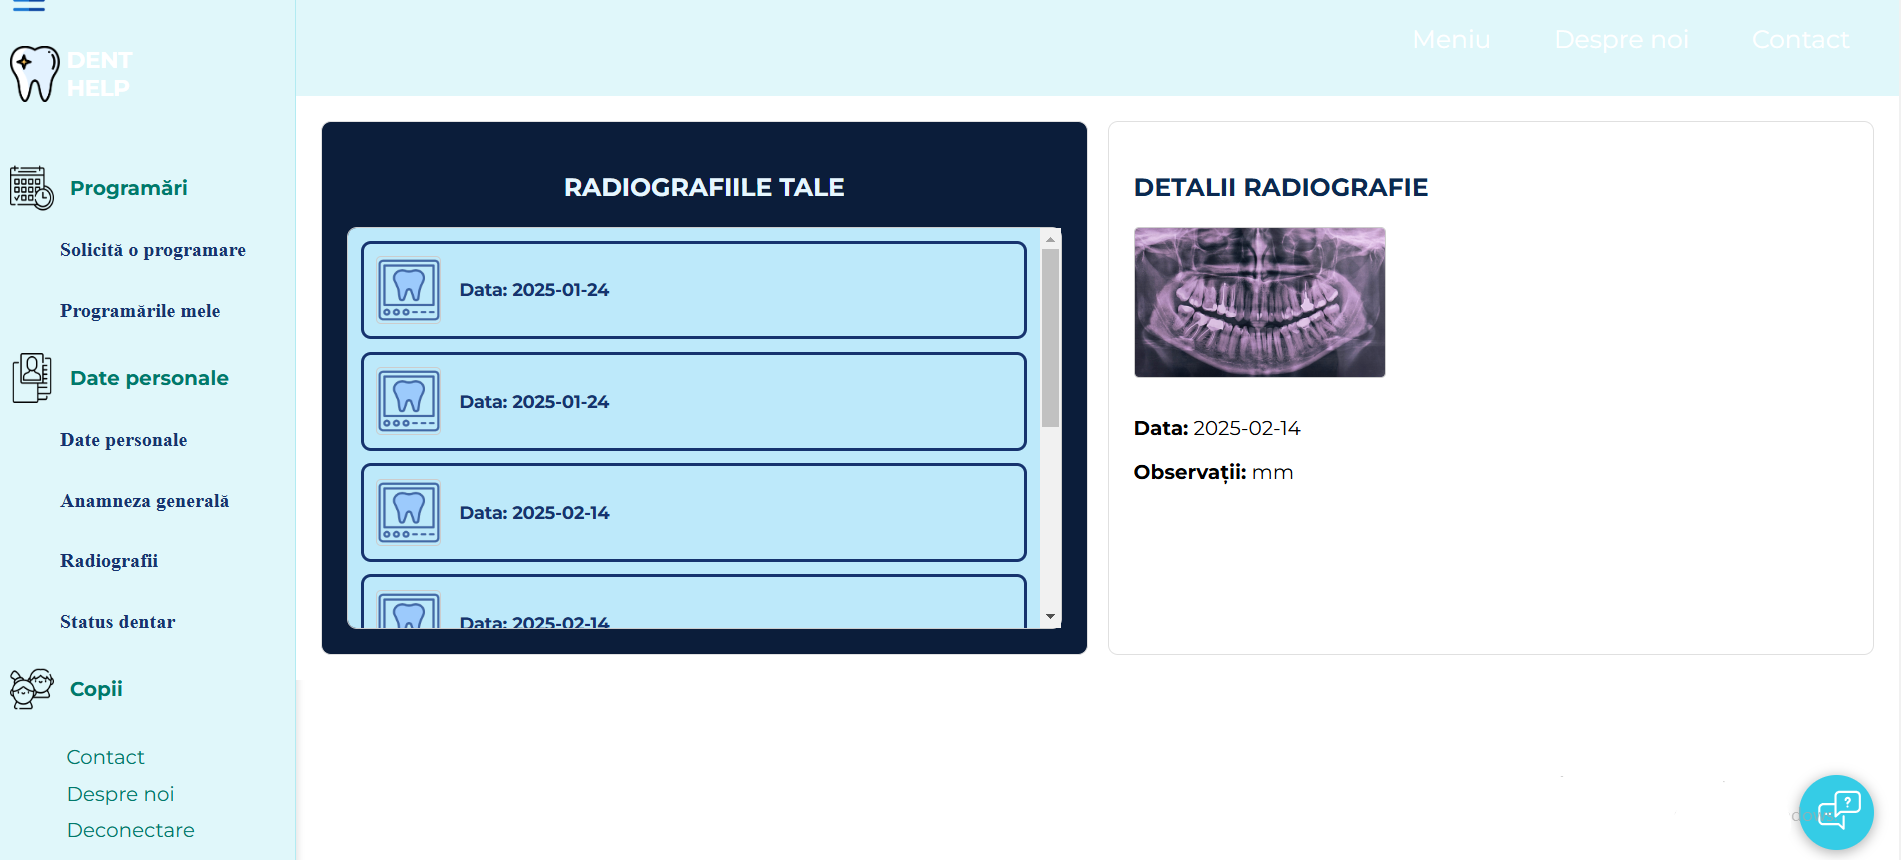 Meniu Despre noi Contact
DENT
HELP
Programări
Solicită o programare
Programările mele
Date personale
Date personale
Anamneza generală
Radiografii
Status dentar
Copii
Contact
Despre noi
Deconectare
RADIOGRAFIILE TALE
Data: 2025-01-24
Data: 2025-01-24
Data: 2025-02-14
Data: 2025-02-14
DETALII RADIOGRAFIE
Data: 2025-02-14
Observații: mm
?